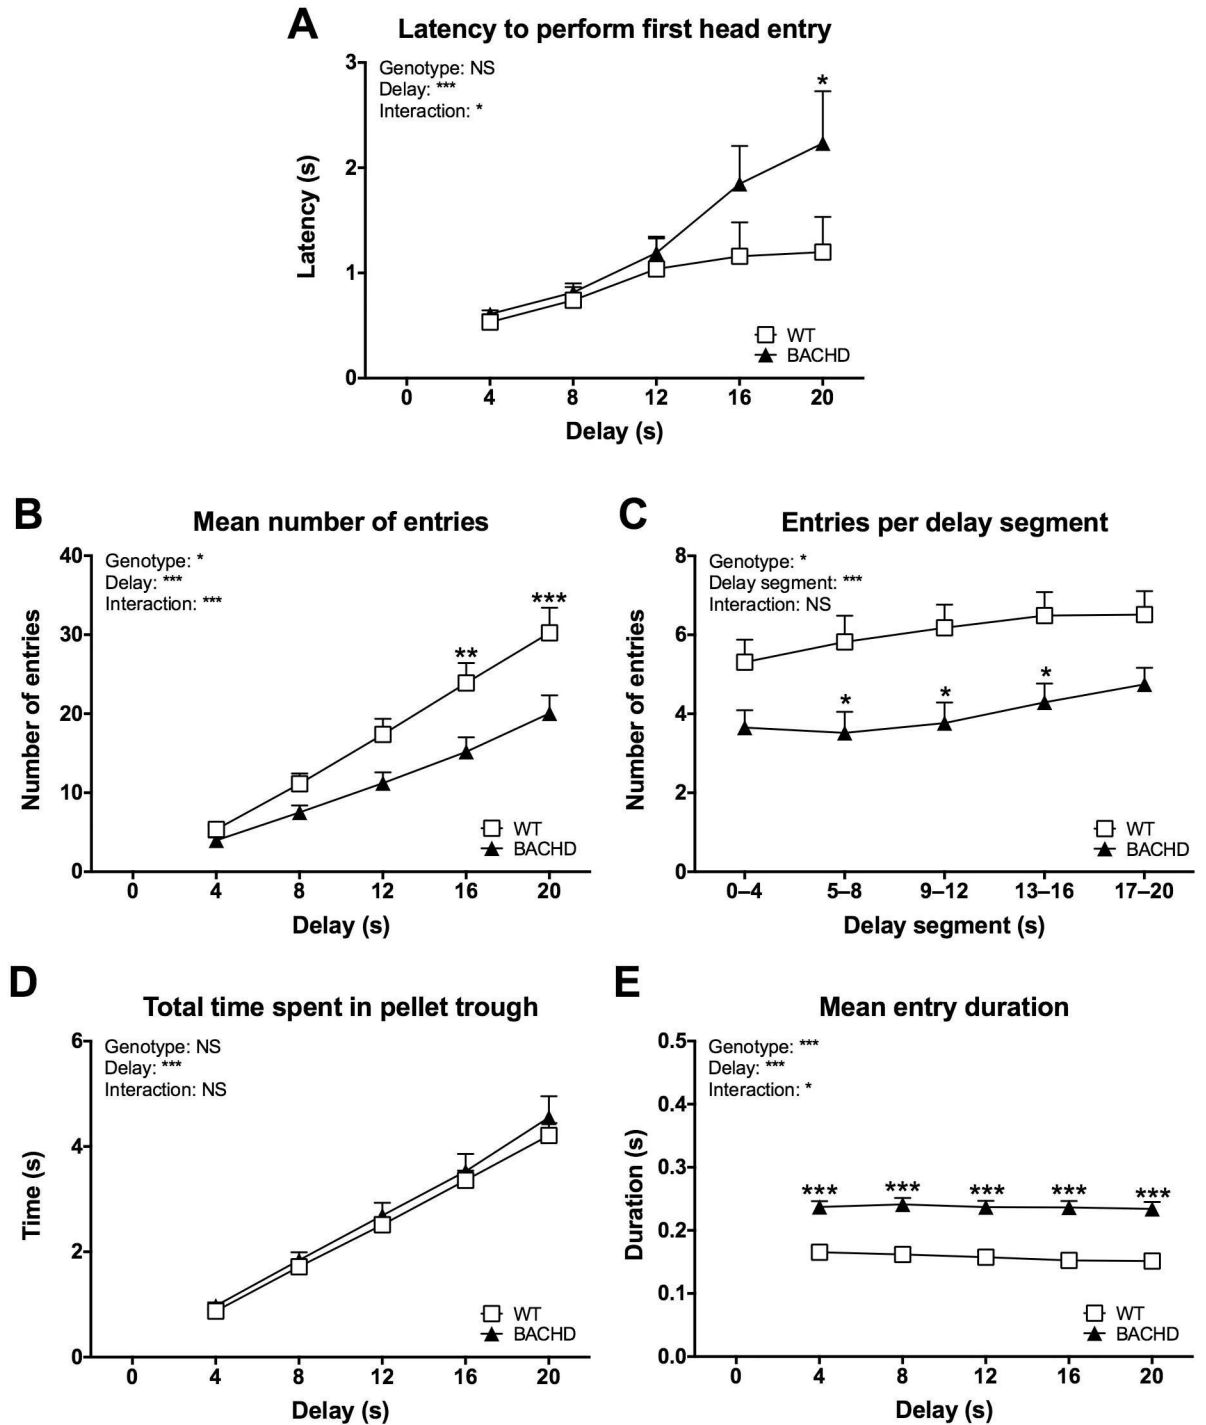 A
Latency to perform first head entry
Genotype: NS
Delay: ***
Interaction: *
*
3
2
1
0
Latency (s)
WT
BACHD
0 4 8 12 16 20
Delay (s)
B
Mean number of entries
Genotype: *
Delay: ***
Interaction: ***
***
**
40
30
20
10
0
Number of entries
WT
BACHD
0 4 8 12 16 20
Delay (s)
C
Entries per delay segment
Genotype: *
Delay segment: ***
Interaction: NS
* * *
8
6
4
2
0
Number of entries
WT
BACHD
0–4 5–8 9–12 13–16 17–20
Delay segment (s)
D
Total time spent in pellet trough
Genotype: NS
Delay: ***
Interaction: NS
6
4
2
0
Time (s)
WT
BACHD
0 4 8 12 16 20
Delay (s)
E
Mean entry duration
Genotype: ***
Delay: ***
Interaction: *
*** *** *** *** ***
0.5
0.4
0.3
0.2
0.1
0.0
Duration (s)
WT
BACHD
0 4 8 12 16 20
Delay (s)